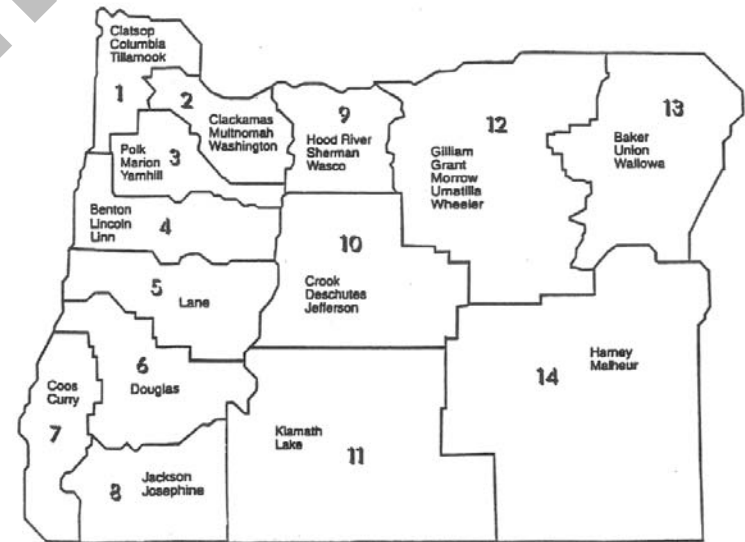 Clatsop
Columbia
Tillamook
1
2
Clackamas
Multnomah
Washington
9
Hood River
Sherman
Wasco
12
Gilliam
Grant
Morrow
Umatilla
Wheeler
13
Baker
Union
Wallowa
Polk
Marion
Yamhill
3
Benton
Lincoln
Linn
4
10
Crook
Deschutes
Jefferson
5
Lane
6
Douglas
Coos
Curry
7
8
Jackson
Josephine
Klamath
Lake
11
14
Harney
Malheur